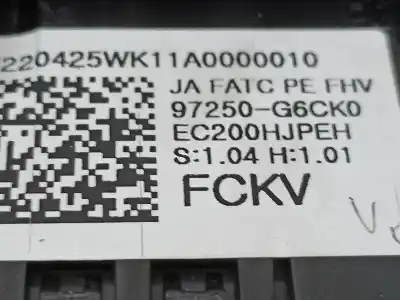 220425WK11A0000010
JA FATC PE FHV
97250-G6CK0
EC200HJPEH
S:1.04 H:1.01
FCKV